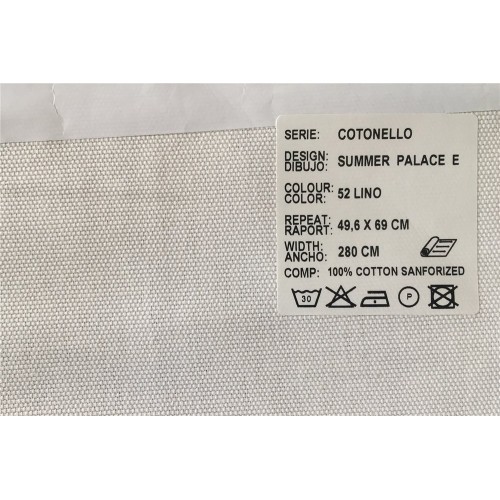 SERIE: COTONELLO
DESIGN:
DIBUJO: SUMMER PALACE E
COLOUR:
COLOR: 52 LINO
REPEAT
RAPORT: 49,6 X 69 CM
WIDTH:
ANCHO: 280 CM
COMP: 100% COTTON SANFORIZED
30 P